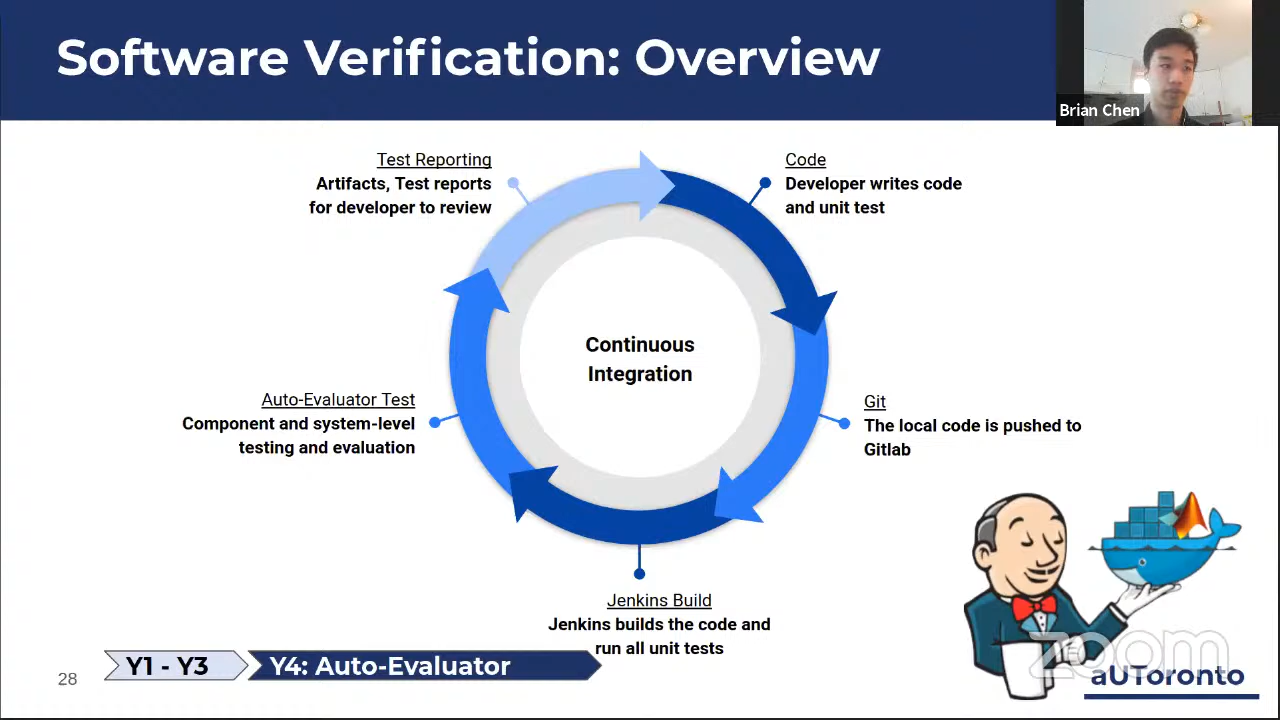 Software Verification: Overview
Brian Chen
Test Reporting
Artifacts, Test reports
for developer to review
Code
Developer writes code
and unit test
Continuous
Integration
Auto-Evaluator Test
Component and system-level
testing and evaluation
Git
The local code is pushed to
Gitlab
Jenkins Build
Jenkins builds the code and
run all unit tests
28
Y1 - Y3
Y4: Auto-Evaluator
zoom
aUToronto